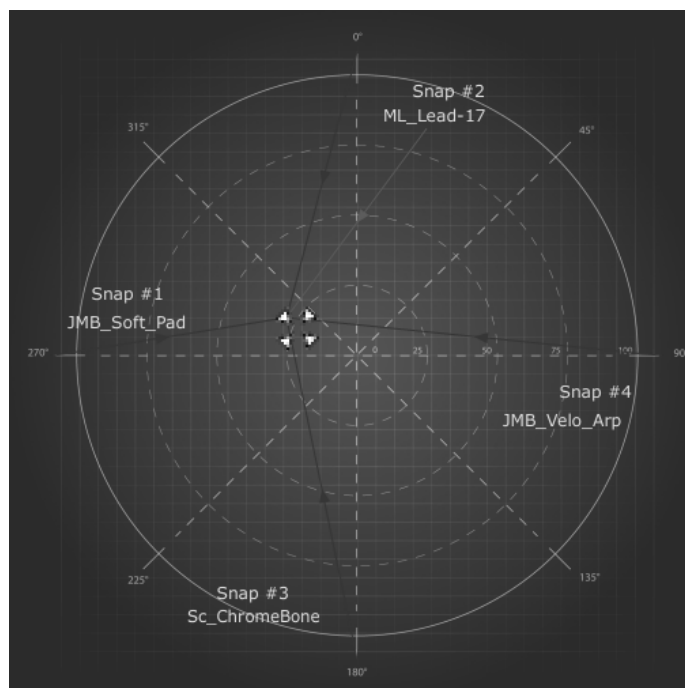 0°
Snap #2
ML_Lead-17
315°
45°
Snap #1
JMB_Soft_Pad
270°
0 25 50 75 100
90
Snap #4
JMB_Velo_Arp
Snap #3
Sc_ChromeBone
225°
135°
180°